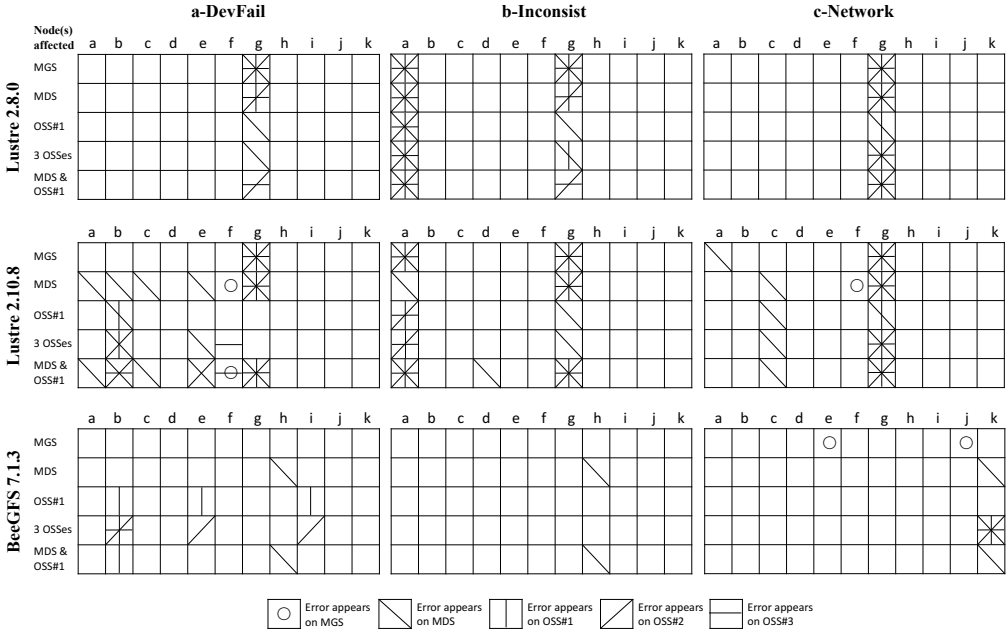 a-DevFail b-Inconsist c-Network
Node(s)
affected
a b c d e f g h i j k a b c d e f g h i j k a b c d e f g h i j k
Lustre 2.8.0
MGS
MDS
OSS#1
3 OSSes
MDS &
OSS#1
a b c d e f g h i j k a b c d e f g h i j k a b c d e f g h i j k
Lustre 2.10.8
MGS
MDS
OSS#1
3 OSSes
MDS &
OSS#1
a b c d e f g h i j k a b c d e f g h i j k a b c d e f g h i j k
BeeGFS 7.1.3
MGS
MDS
OSS#1
3 OSSes
MDS &
OSS#1
Error appears
on MGS
Error appears
on MDS
Error appears
on OSS#1
Error appears
on OSS#2
Error appears
on OSS#3